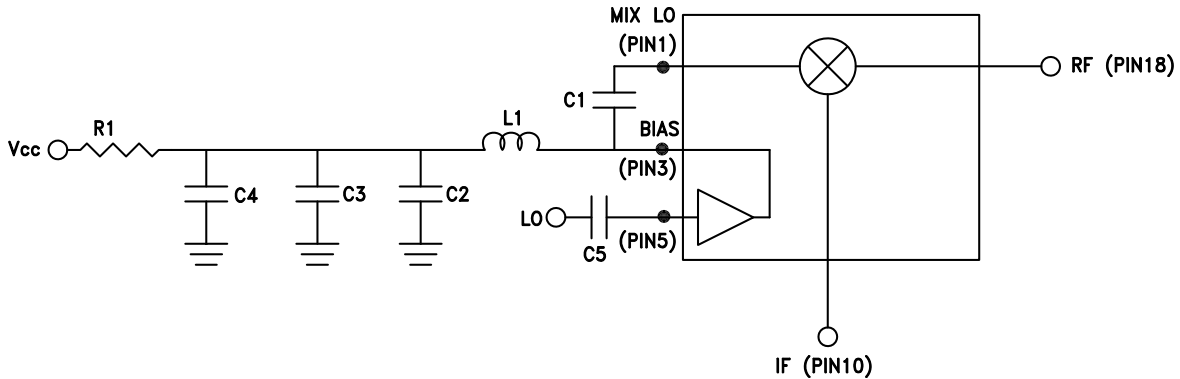 MIX LO
(PIN1)
RF (PIN18)
C1
L1
BIAS
R1
Vcc
(PIN3)
C4
C3
C2
LO
(PIN5)
C5
IF (PIN10)